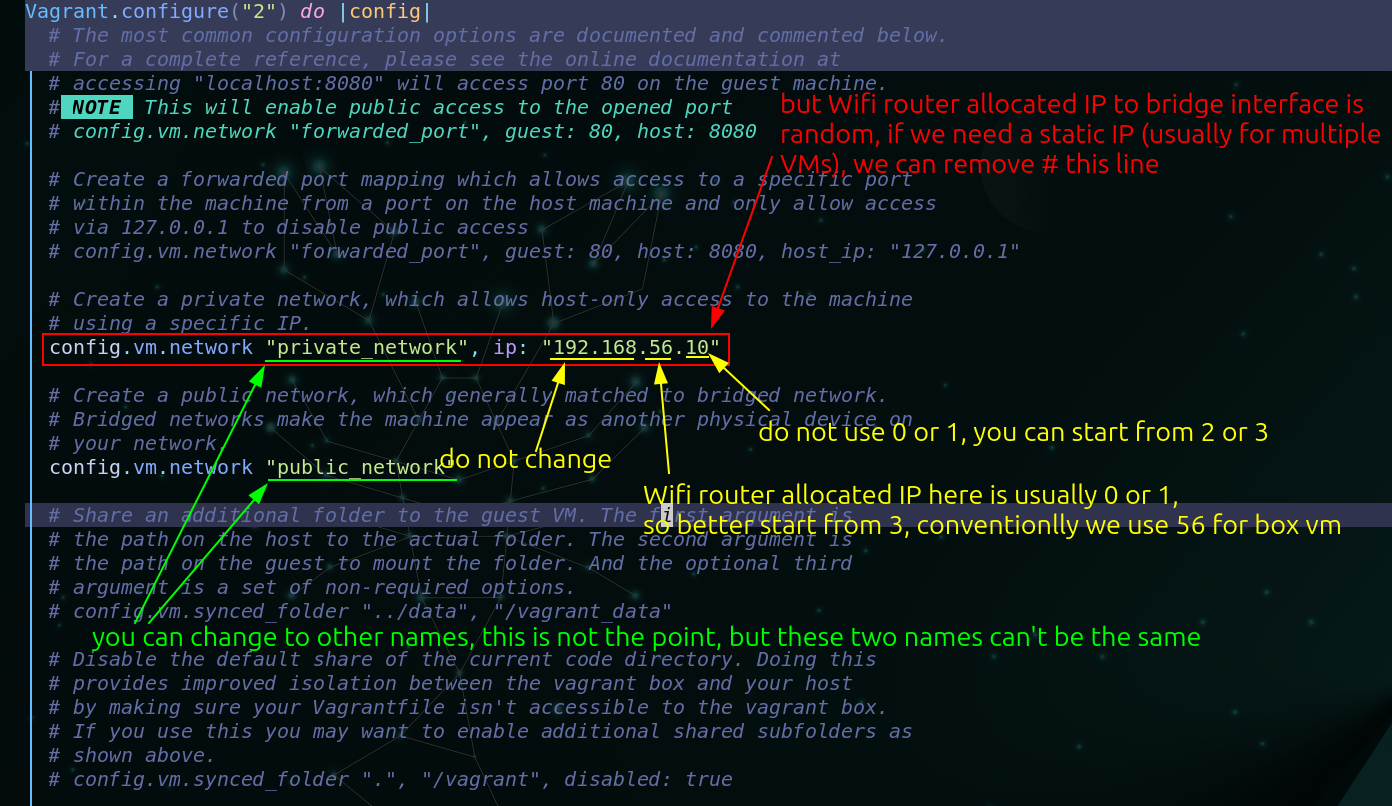 Vagrant.configure("2") do |config|
  # The most common configuration options are documented and commented below.
  # For a complete reference, please see the online documentation at
  # accessing "localhost:8080" will access port 80 on the guest machine.
  # NOTE This will enable public access to the opened port
  # config.vm.network "forwarded_port", guest: 80, host: 8080
but Wifi router allocated IP to bridge interface is
random, if we need a static IP (usually for multiple
VMs), we can remove # this line
  # Create a forwarded port mapping which allows access to a specific port
  # within the machine from a port on the host machine and only allow access
  # via 127.0.0.1 to disable public access
  # config.vm.network "forwarded_port", guest: 80, host: 8080, host_ip: "127.0.0.1"
  # Create a private network, which allows host-only access to the machine
  # using a specific IP.
  config.vm.network "private_network", ip: "192.168.56.10"
  # Create a public network, which generally matched to bridged network.
  # Bridged networks make the machine appear as another physical device on
  # your network.
do not use 0 or 1, you can start from 2 or 3
do not change
  config.vm.network "public_network"
Wifi router allocated IP here is usually 0 or 1,
so better start from 3, conventionlly we use 56 for box vm
  # Share an additional folder to the guest VM. The first argument is
  # the path on the host to the actual folder. The second argument is
  # the path on the guest to mount the folder. And the optional third
  # argument is a set of non-required options.
  # config.vm.synced_folder "../data", "/vagrant_data"
you can change to other names, this is not the point, but these two names can't be the same
  # Disable the default share of the current code directory. Doing this
  # provides improved isolation between the vagrant box and your host
  # by making sure your Vagrantfile isn't accessible to the vagrant box.
  # If you use this you may want to enable additional shared subfolders as
  # shown above.
  # config.vm.synced_folder ".", "/vagrant", disabled: true